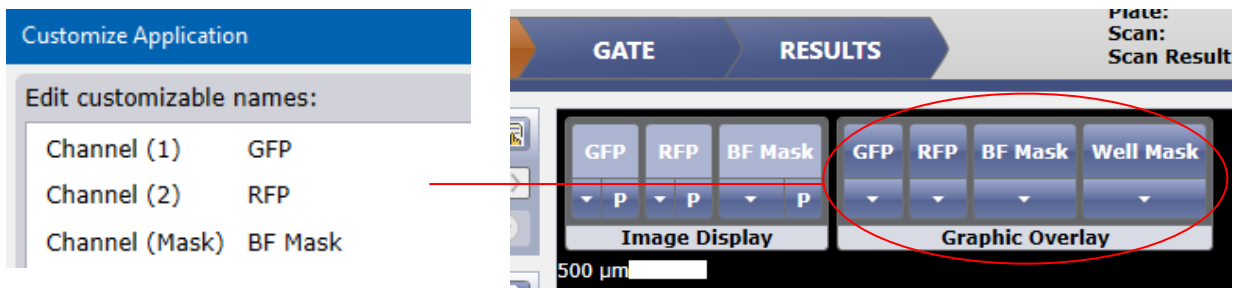 Customize Application
Edit customizable names:
Channel (1) GFP
Channel (2) RFP
Channel (Mask) BF Mask
GATE RESULTS
Plate:
Scan:
Scan Result
GFP RFP BF Mask GFP RFP BF Mask Well Mask
P P P
Image Display Graphic Overlay
500 µm